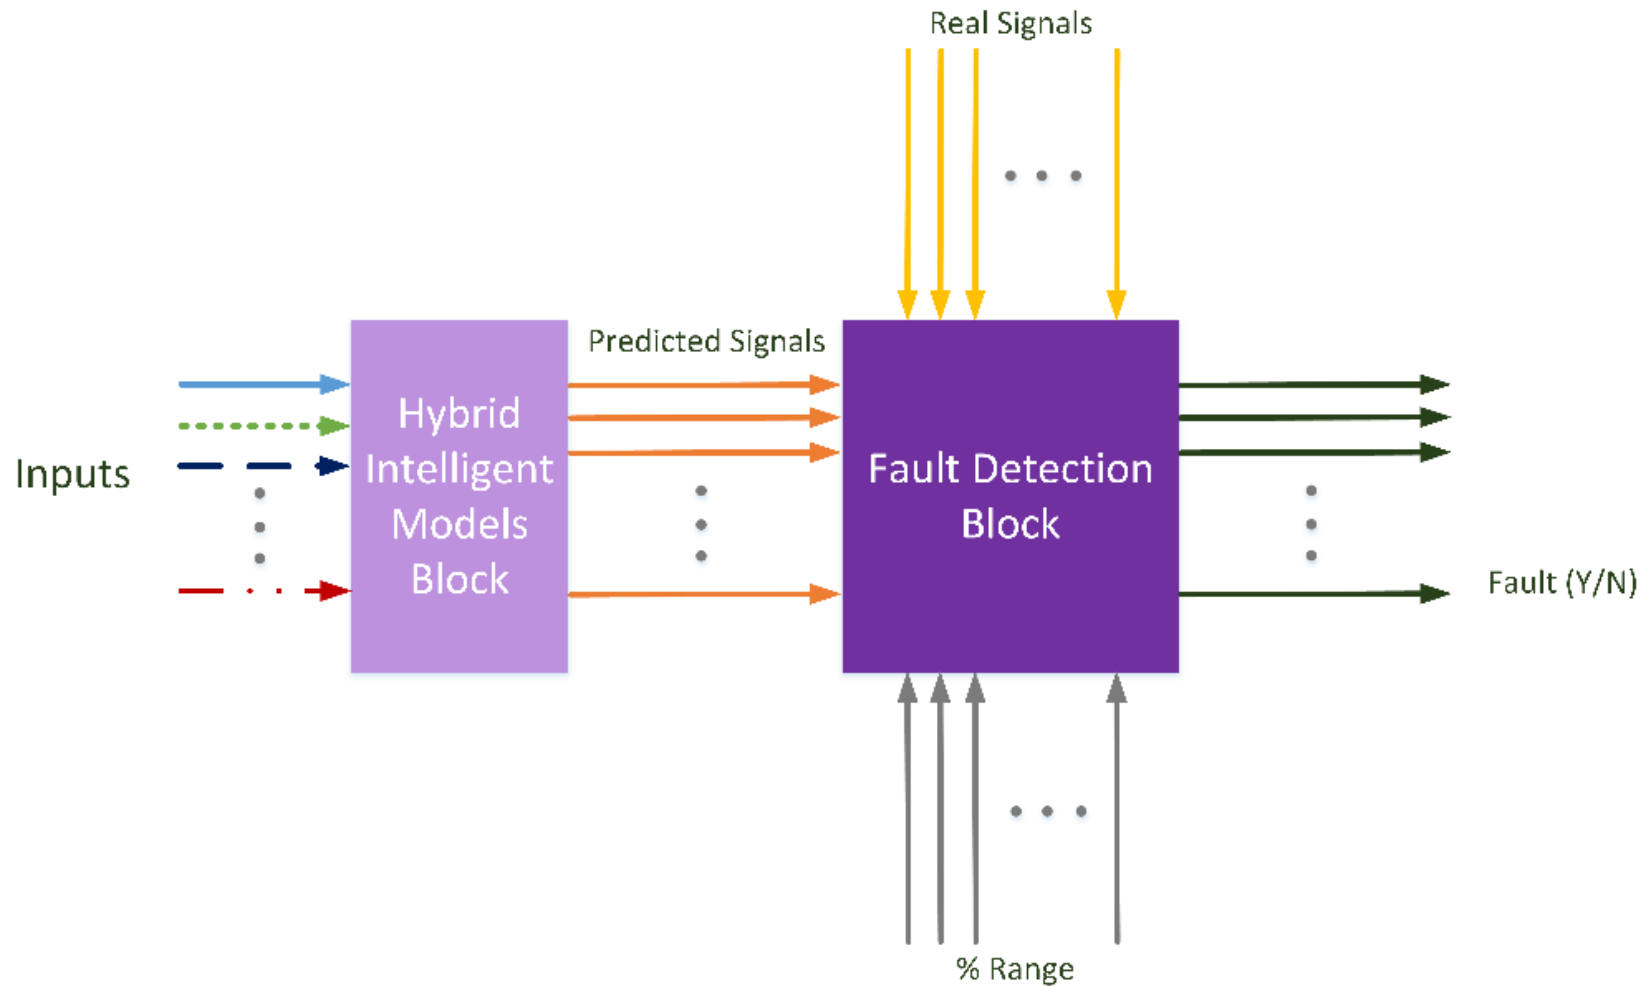 Real Signals
Predicted Signals
Inputs
Hybrid
Intelligent
Models
Block
Fault Detection
Block
Fault (Y/N)
% Range